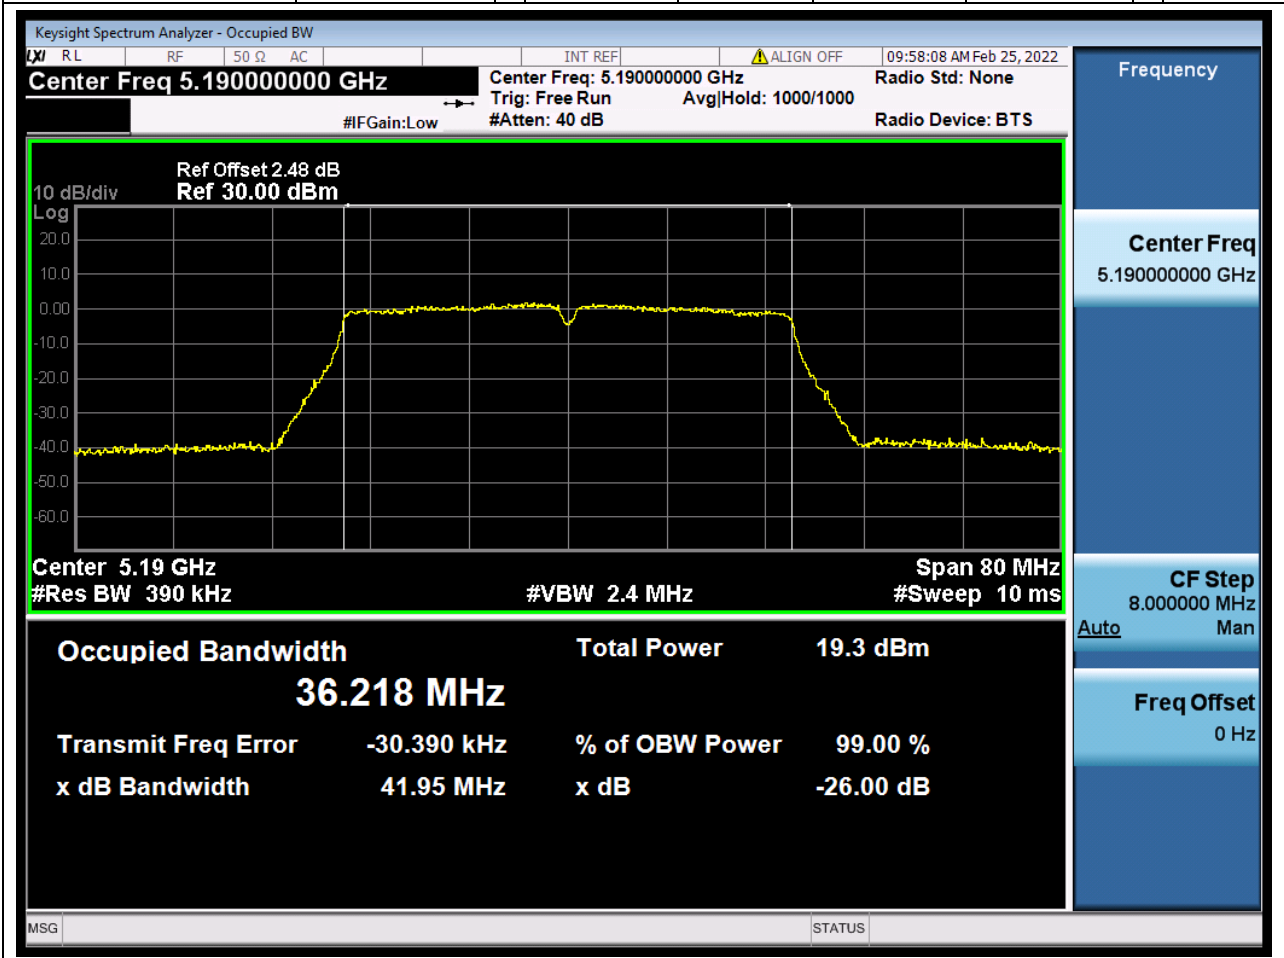 Keysight Spectrum Analyzer - Occupied BW
LXI RL RF 50 Ω AC INT REF ALIGN OFF 09:58:08 AM Feb 25, 2022
Center Freq 5.190000000 GHz
Center Freq: 5.190000000 GHz Radio Std: None
Trig: Free Run Avg|Hold: 1000/1000
#IFGain:Low #Atten: 40 dB Radio Device: BTS
Ref Offset 2.48 dB
10 dB/div Ref 30.00 dBm
Log
20.0
10.0
0.00
-10.0
-20.0
-30.0
-40.0
-50.0
-60.0
Center 5.19 GHz Span 80 MHz
#Res BW 390 kHz #VBW 2.4 MHz #Sweep 10 ms
Occupied Bandwidth Total Power 19.3 dBm
36.218 MHz
Transmit Freq Error -30.390 kHz % of OBW Power 99.00 %
x dB Bandwidth 41.95 MHz x dB -26.00 dB
Frequency
Center Freq
5.190000000 GHz
CF Step
8.000000 MHz
Auto Man
Freq Offset
0 Hz
MSG STATUS